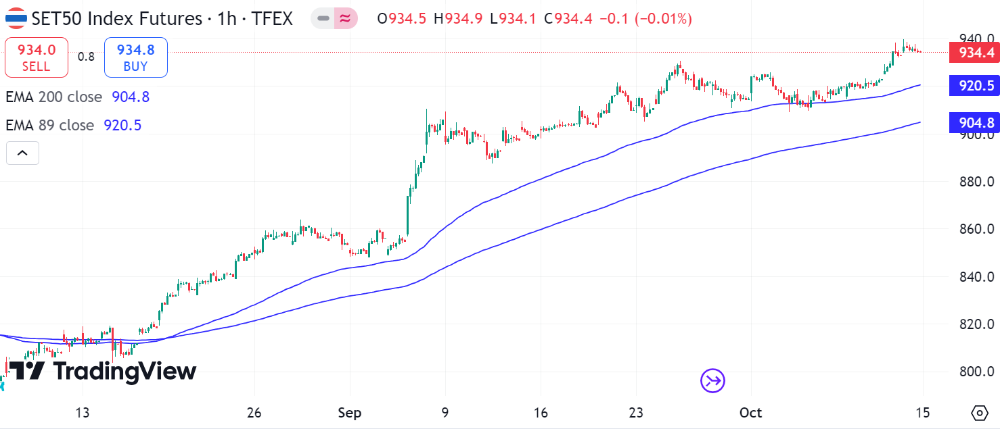 SET50 Index Futures · 1h · TFEX O934.5 H934.9 L934.1 C934.4 −0.1 (−0.01%)
934.0 SELL
0.8
934.8 BUY
EMA 200 close 904.8
EMA 89 close 920.5
940.0
934.4
920.5
904.8
900.0
880.0
860.0
840.0
820.0
800.0
TradingView
13 26 Sep 9 16 23 Oct 15